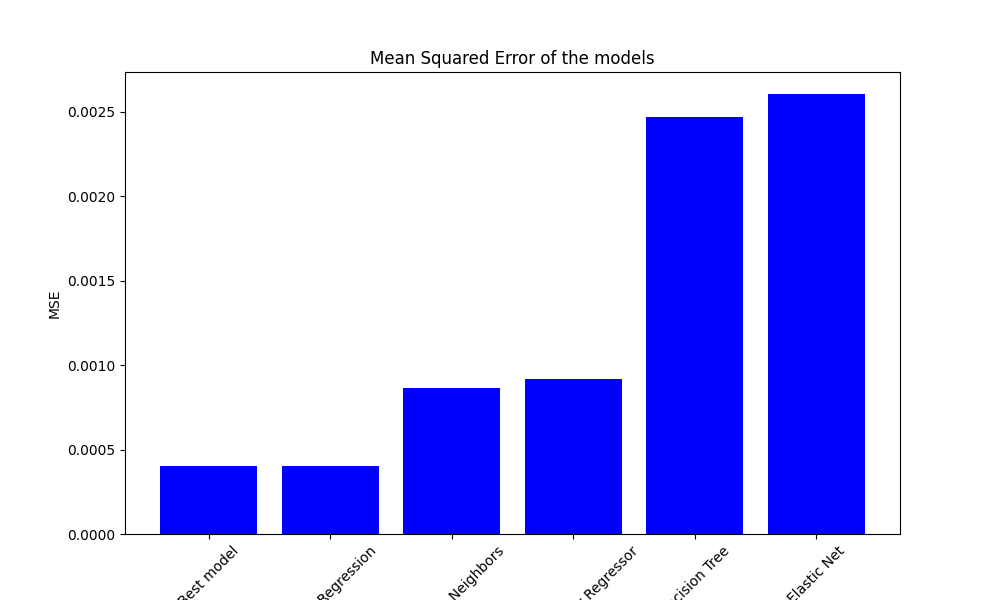 Mean Squared Error of the models
MSE
0.0025
0.0020
0.0015
0.0010
0.0005
0.0000
Best model
Regression
Neighbors
Regressor
cision Tree
Elastic Net